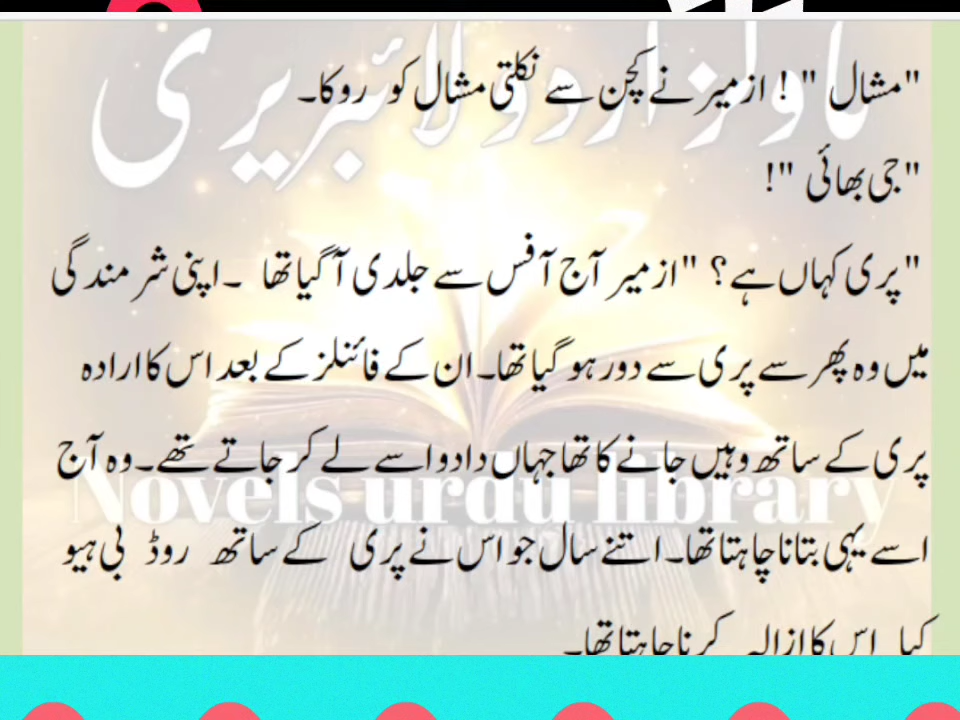 ناولز اردو لائبریری
"مشال "! ازمیر نے کچن سے نکلتی مشال کو روکا۔
"جی بھائی "!
"پری کہاں ہے؟ "ازمیر آج آفس سے جلدی آگیا تھا ۔اپنی شرمندگی
میں وہ پھر سے پری سے دور ہو گیا تھا۔ان کے فائنلز کے بعد اس کا ارادہ
پری کے ساتھ وہیں جانے کا تھا جہاں دادو اسے لے کر جاتے تھے۔وہ آج
Novels urdu library
اسے یہی بتانا چاہتا تھا۔اتنے سال جو اس نے پری کے ساتھ روڈ بی ہیو
کیا اس کا ازالہ کرنا چاہتا تھا۔